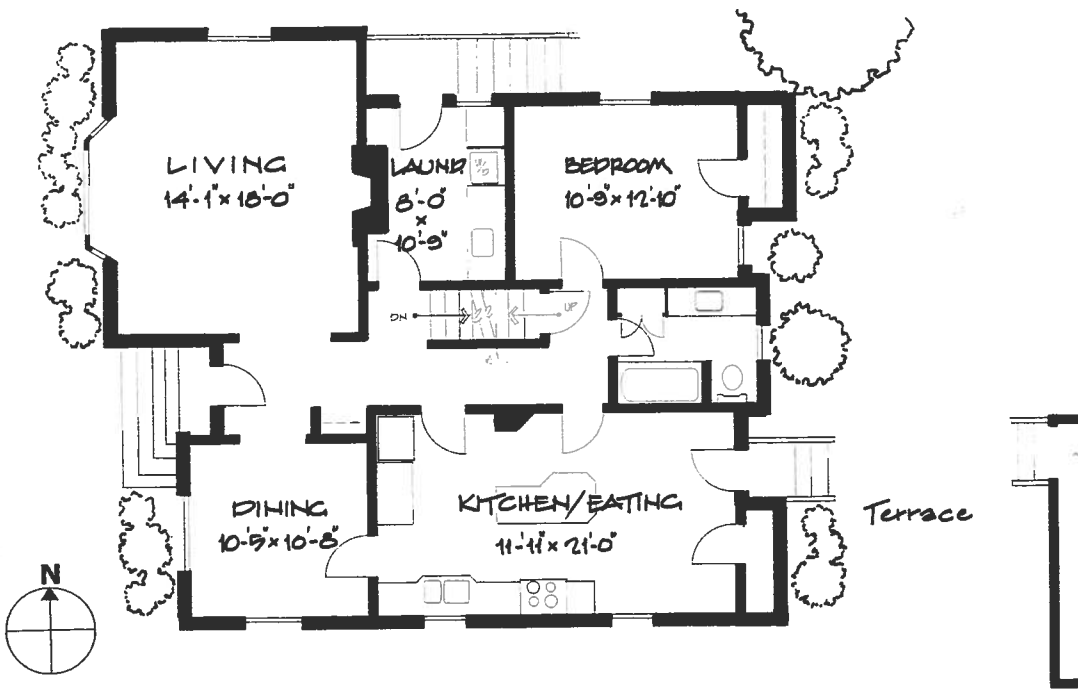 LIVING
14'-1" x 18'-0"
LAUND
8'-0"
x
10'-9"
BEDROOM
10'-9" x 12'-10"
DN
UP
DINING
10'-5" x 10'-8"
KITCHEN/EATING
11'-11" x 21'-0"
Terrace
N